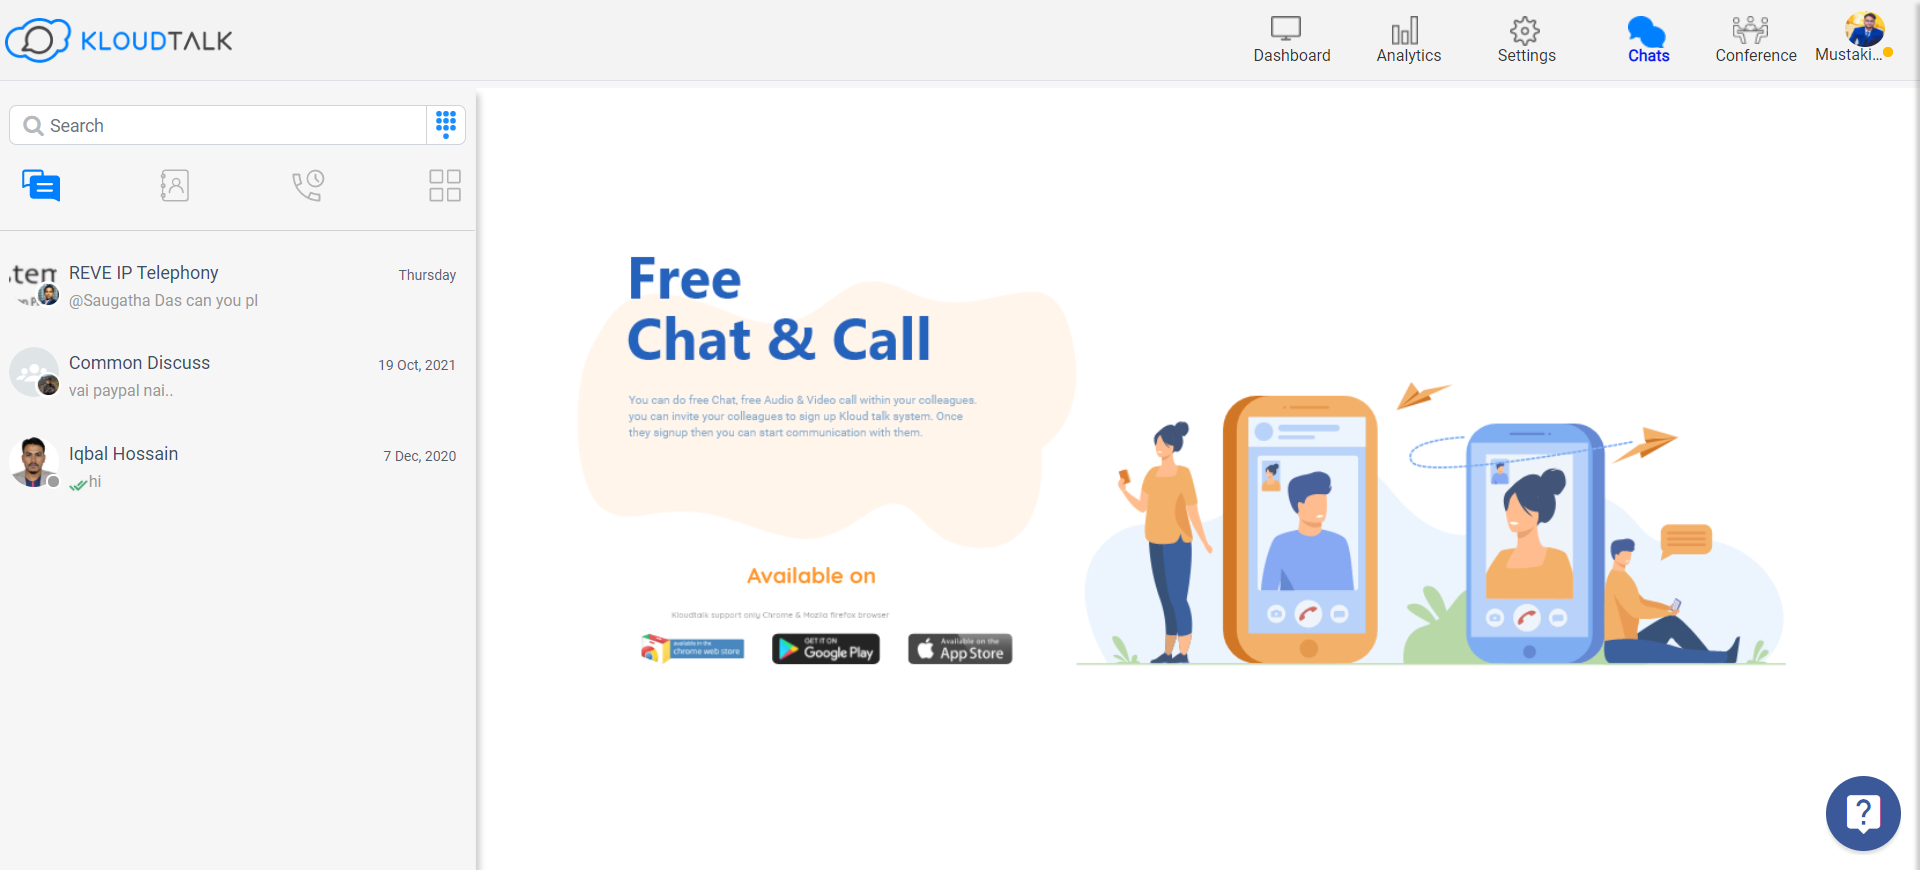 KLOUDTALK
Dashboard
Analytics
Settings
Chats
Conference
Mustaki...
Search
stem
REVE IP Telephony
Thursday
@Saugatha Das can you pl
Common Discuss
19 Oct, 2021
vai paypal nai..
Iqbal Hossain
7 Dec, 2020
hi
Free
Chat & Call
You can do free Chat, free Audio & Video call within your colleagues.
you can invite your colleagues to sign up Kloud talk system. Once
they signup then you can start communication with them.
Available on
Kloudtalk support only Chrome & Mozila firefox browser
available in the
chrome web store
GET IT ON
Google Play
Available on the
App Store
?